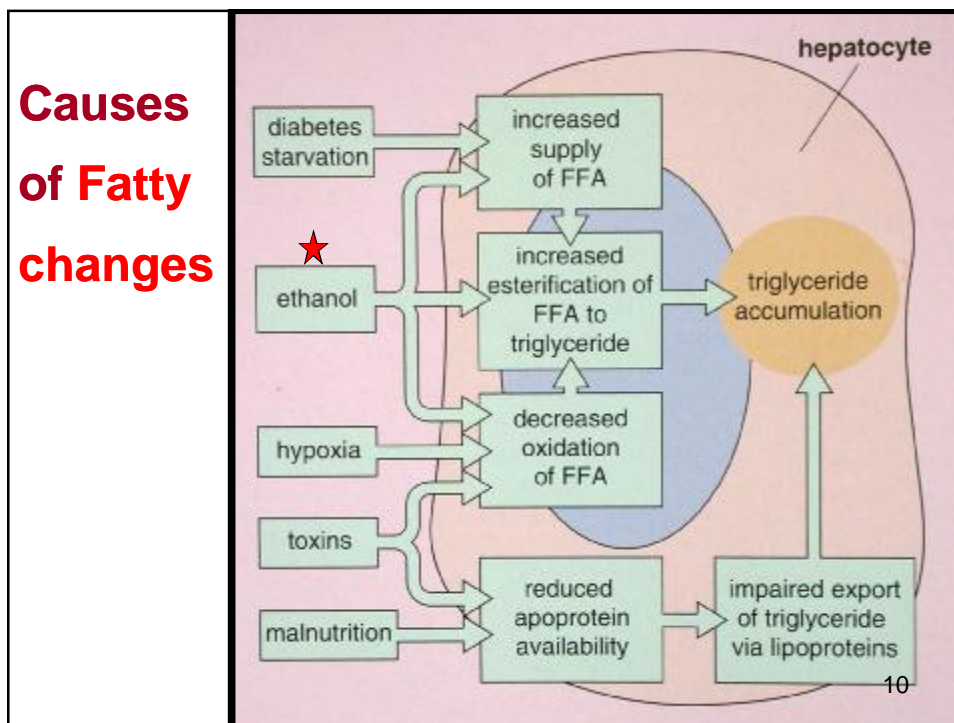 Causes
of Fatty
changes
hepatocyte
diabetes
starvation
increased
supply
of FFA
ethanol
increased
esterification of
FFA to
triglyceride
triglyceride
accumulation
hypoxia
decreased
oxidation
of FFA
toxins
malnutrition
reduced
apoprotein
availability
impaired export
of triglyceride
via lipoproteins
10